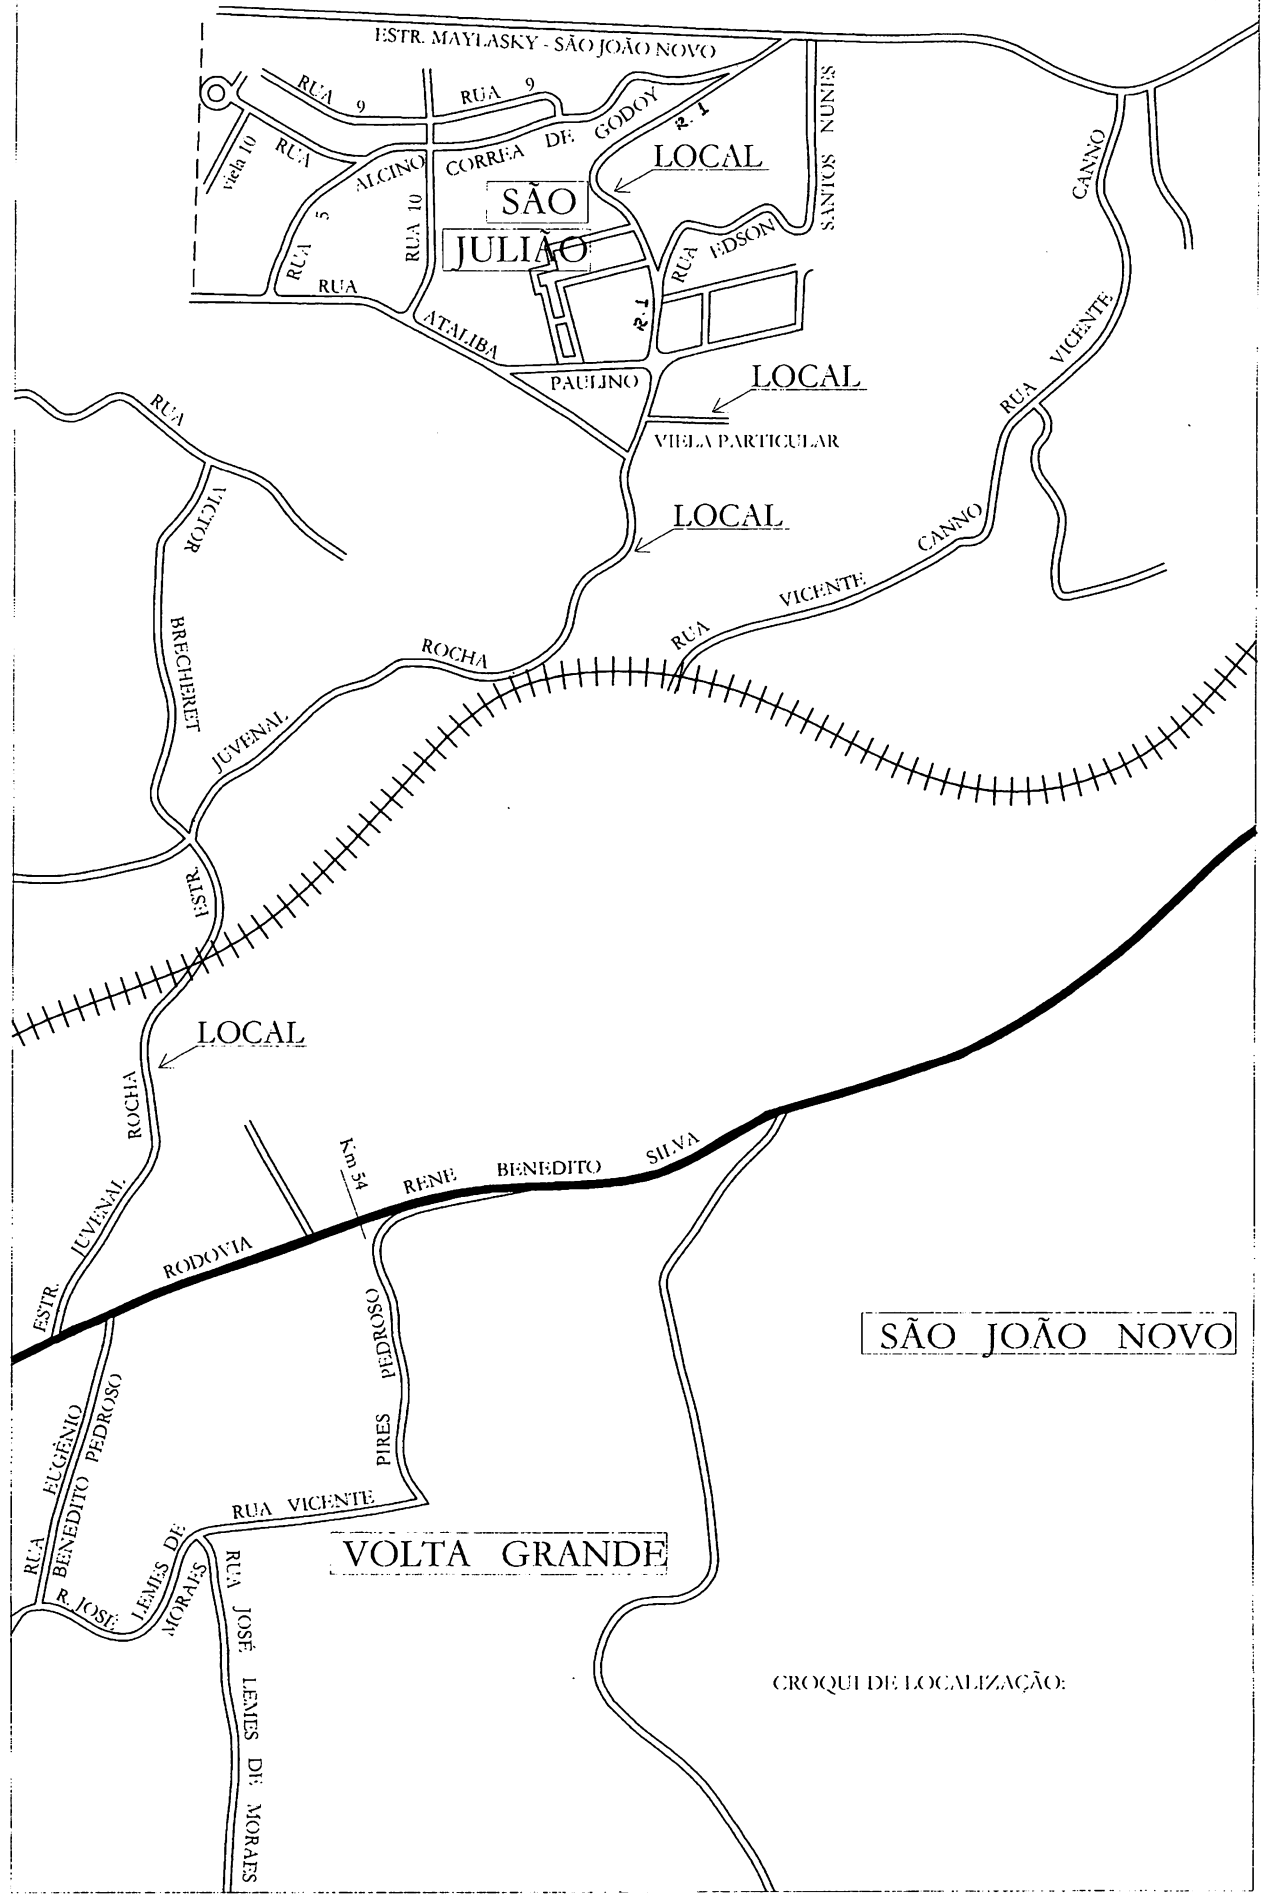 ESTR. MAYLASKY - SÃO JOÃO NOVO
RUA 9
RUA 9
viela 10
RUA
ALCINO CORREA DE GODOY
R. 1
LOCAL
SANTOS NUNES
CANNO
SÃO
JULIÃO
RUA 5
RUA 10
RUA EDSON
RUA
ATALIBA
PAULINO
R. 1
VICENTE
RUA
LOCAL
VIELA PARTICULAR
RUA
VICTOR
BRECHERET
LOCAL
CANNO
VICENTE
RUA
ROCHA
JUVENAL
ESTR.
LOCAL
ROCHA
JUVENAL
ESTR.
Km 54
RODOVIA RENE BENEDITO SILVA
PIRES PEDROSO
SÃO JOÃO NOVO
RUA EUGÊNIO
BENEDITO PEDROSO
RUA VICENTE
VOLTA GRANDE
R. JOSÉ
LEMES DE
MORAES
RUA JOSÉ LEMES DE MORAES
CROQUI DE LOCALIZAÇÃO: